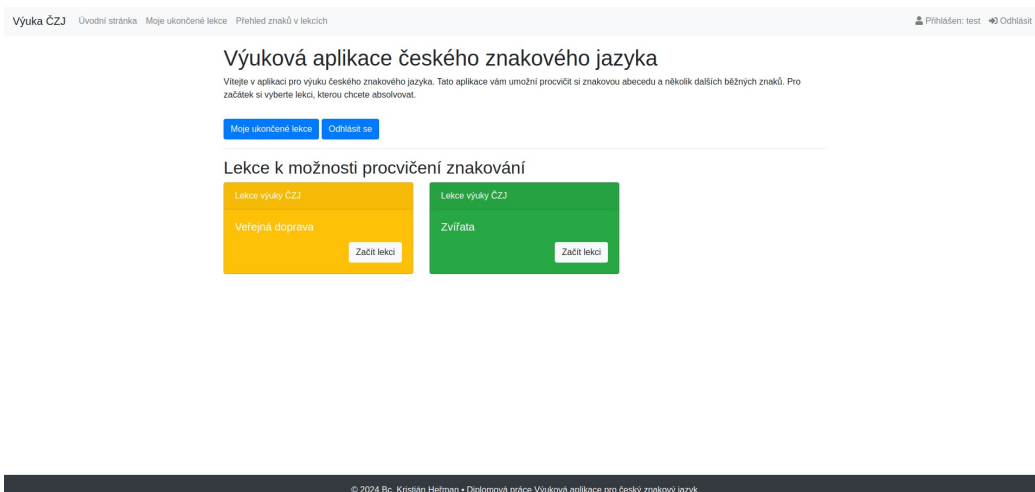 Výuka ČZJ Úvodní stránka Moje ukončené lekce Přehled znaků v lekcích Přihlášen: test Odhlásit
Výuková aplikace českého znakového jazyka
Vítejte v aplikaci pro výuku českého znakového jazyka. Tato aplikace vám umožní procvičit si znakovou abecedu a několik dalších běžných znaků. Pro
začátek si vyberte lekci, kterou chcete absolvovat.
Moje ukončené lekce Odhlásit se
Lekce k možnosti procvičení znakování
Lekce výuky ČZJ
Veřejná doprava
Začít lekci
Lekce výuky ČZJ
Zvířata
Začít lekci
© 2024 Bc. Kristián Heřman • Diplomová práce Výuková aplikace pro český znakový jazyk